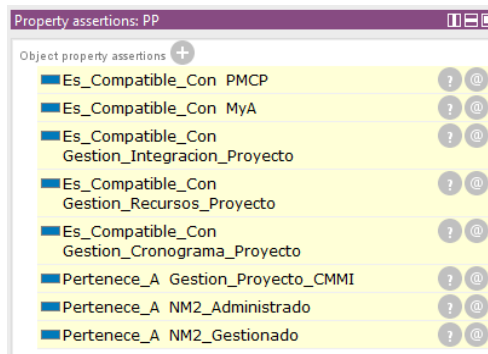 Property assertions: PP
Object property assertions
Es_Compatible_Con PMCP
Es_Compatible_Con MyA
Es_Compatible_Con
Gestion_Integracion_Proyecto
Es_Compatible_Con
Gestion_Recursos_Proyecto
Es_Compatible_Con
Gestion_Cronograma_Proyecto
Pertenece_A Gestion_Proyecto_CMMI
Pertenece_A NM2_Administrado
Pertenece_A NM2_Gestionado